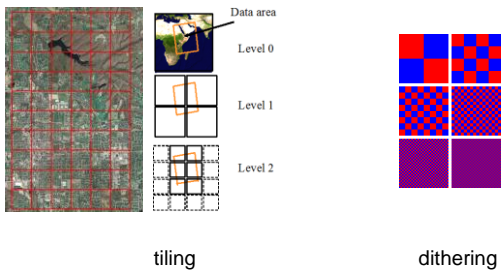 Data area
Level 0
Level 1
Level 2
tiling
dithering